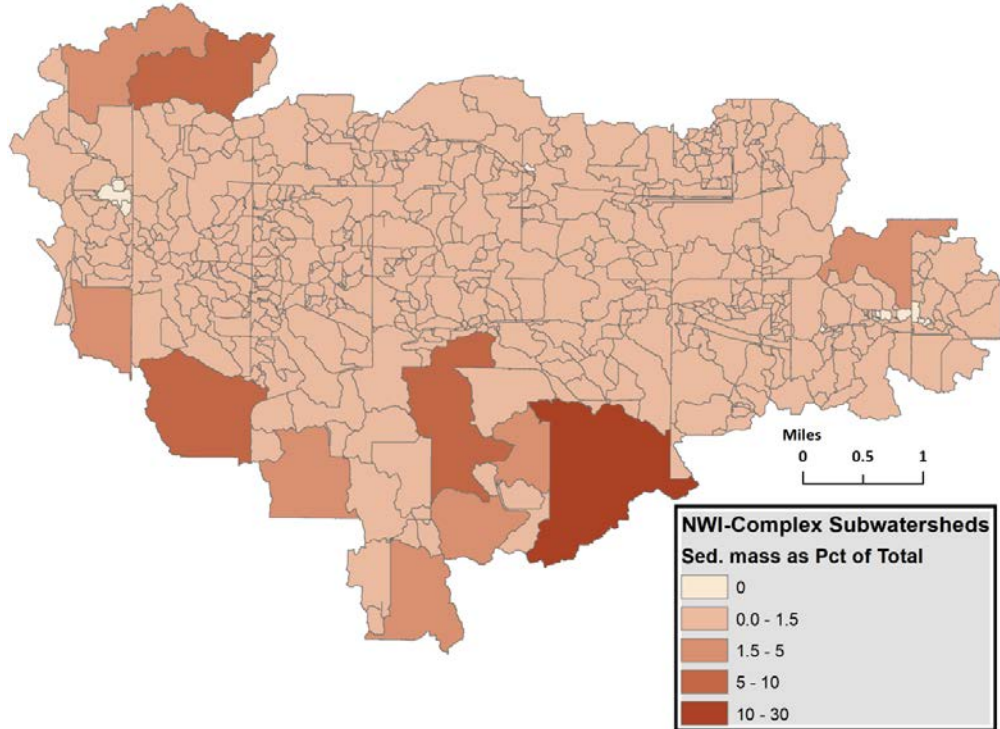 Miles
0 0.5 1
NWI-Complex Subwatersheds
Sed. mass as Pct of Total
0
0.0 - 1.5
1.5 - 5
5 - 10
10 - 30